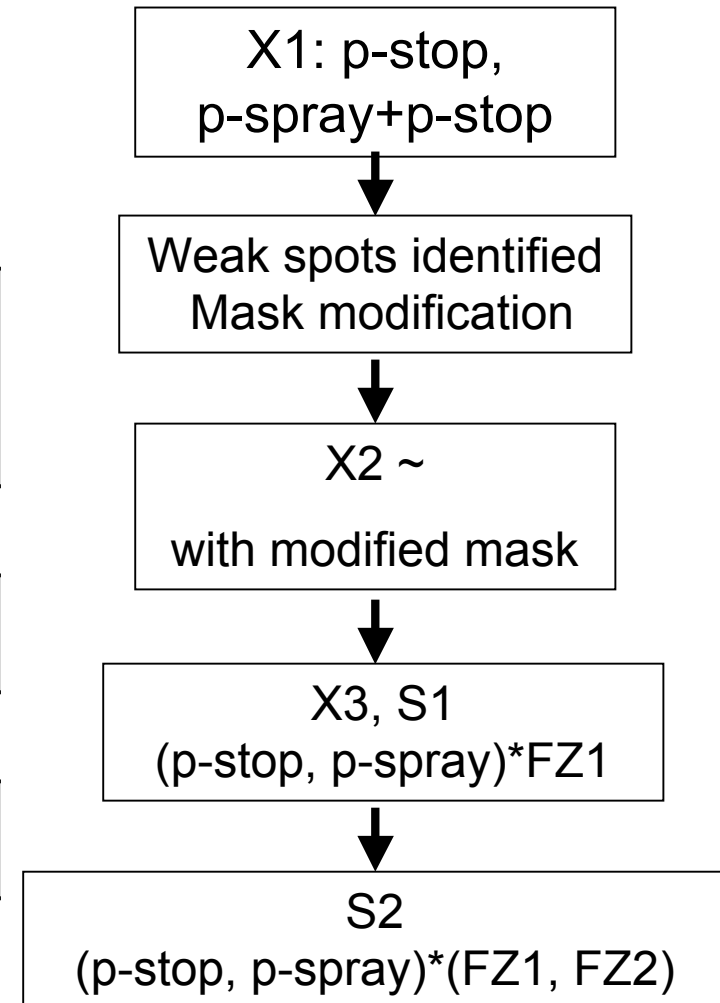 X1: p-stop,
p-spray+p-stop
Weak spots identified
Mask modification
X2 ~
with modified mask
X3, S1
(p-stop, p-spray)*FZ1
S2
(p-stop, p-spray)*(FZ1, FZ2)